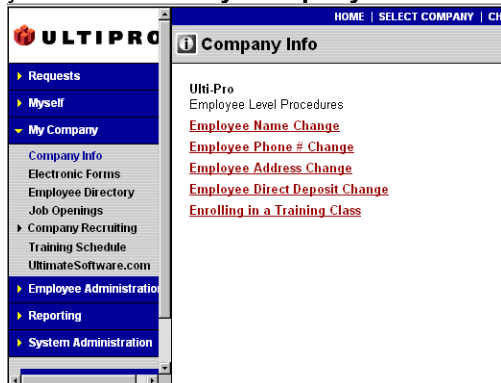 HOME | SELECT COMPANY |
ULTIPRO
Company Info
Requests
Myself
My Company
Company Info
Electronic Forms
Employee Directory
Job Openings
Company Recruiting
Training Schedule
UltimateSoftware.com
Employee Administratio
Reporting
System Administration
Ulti-Pro
Employee Level Procedures
Employee Name Change
Employee Phone # Change
Employee Address Change
Employee Direct Deposit Change
Enrolling in a Training Class